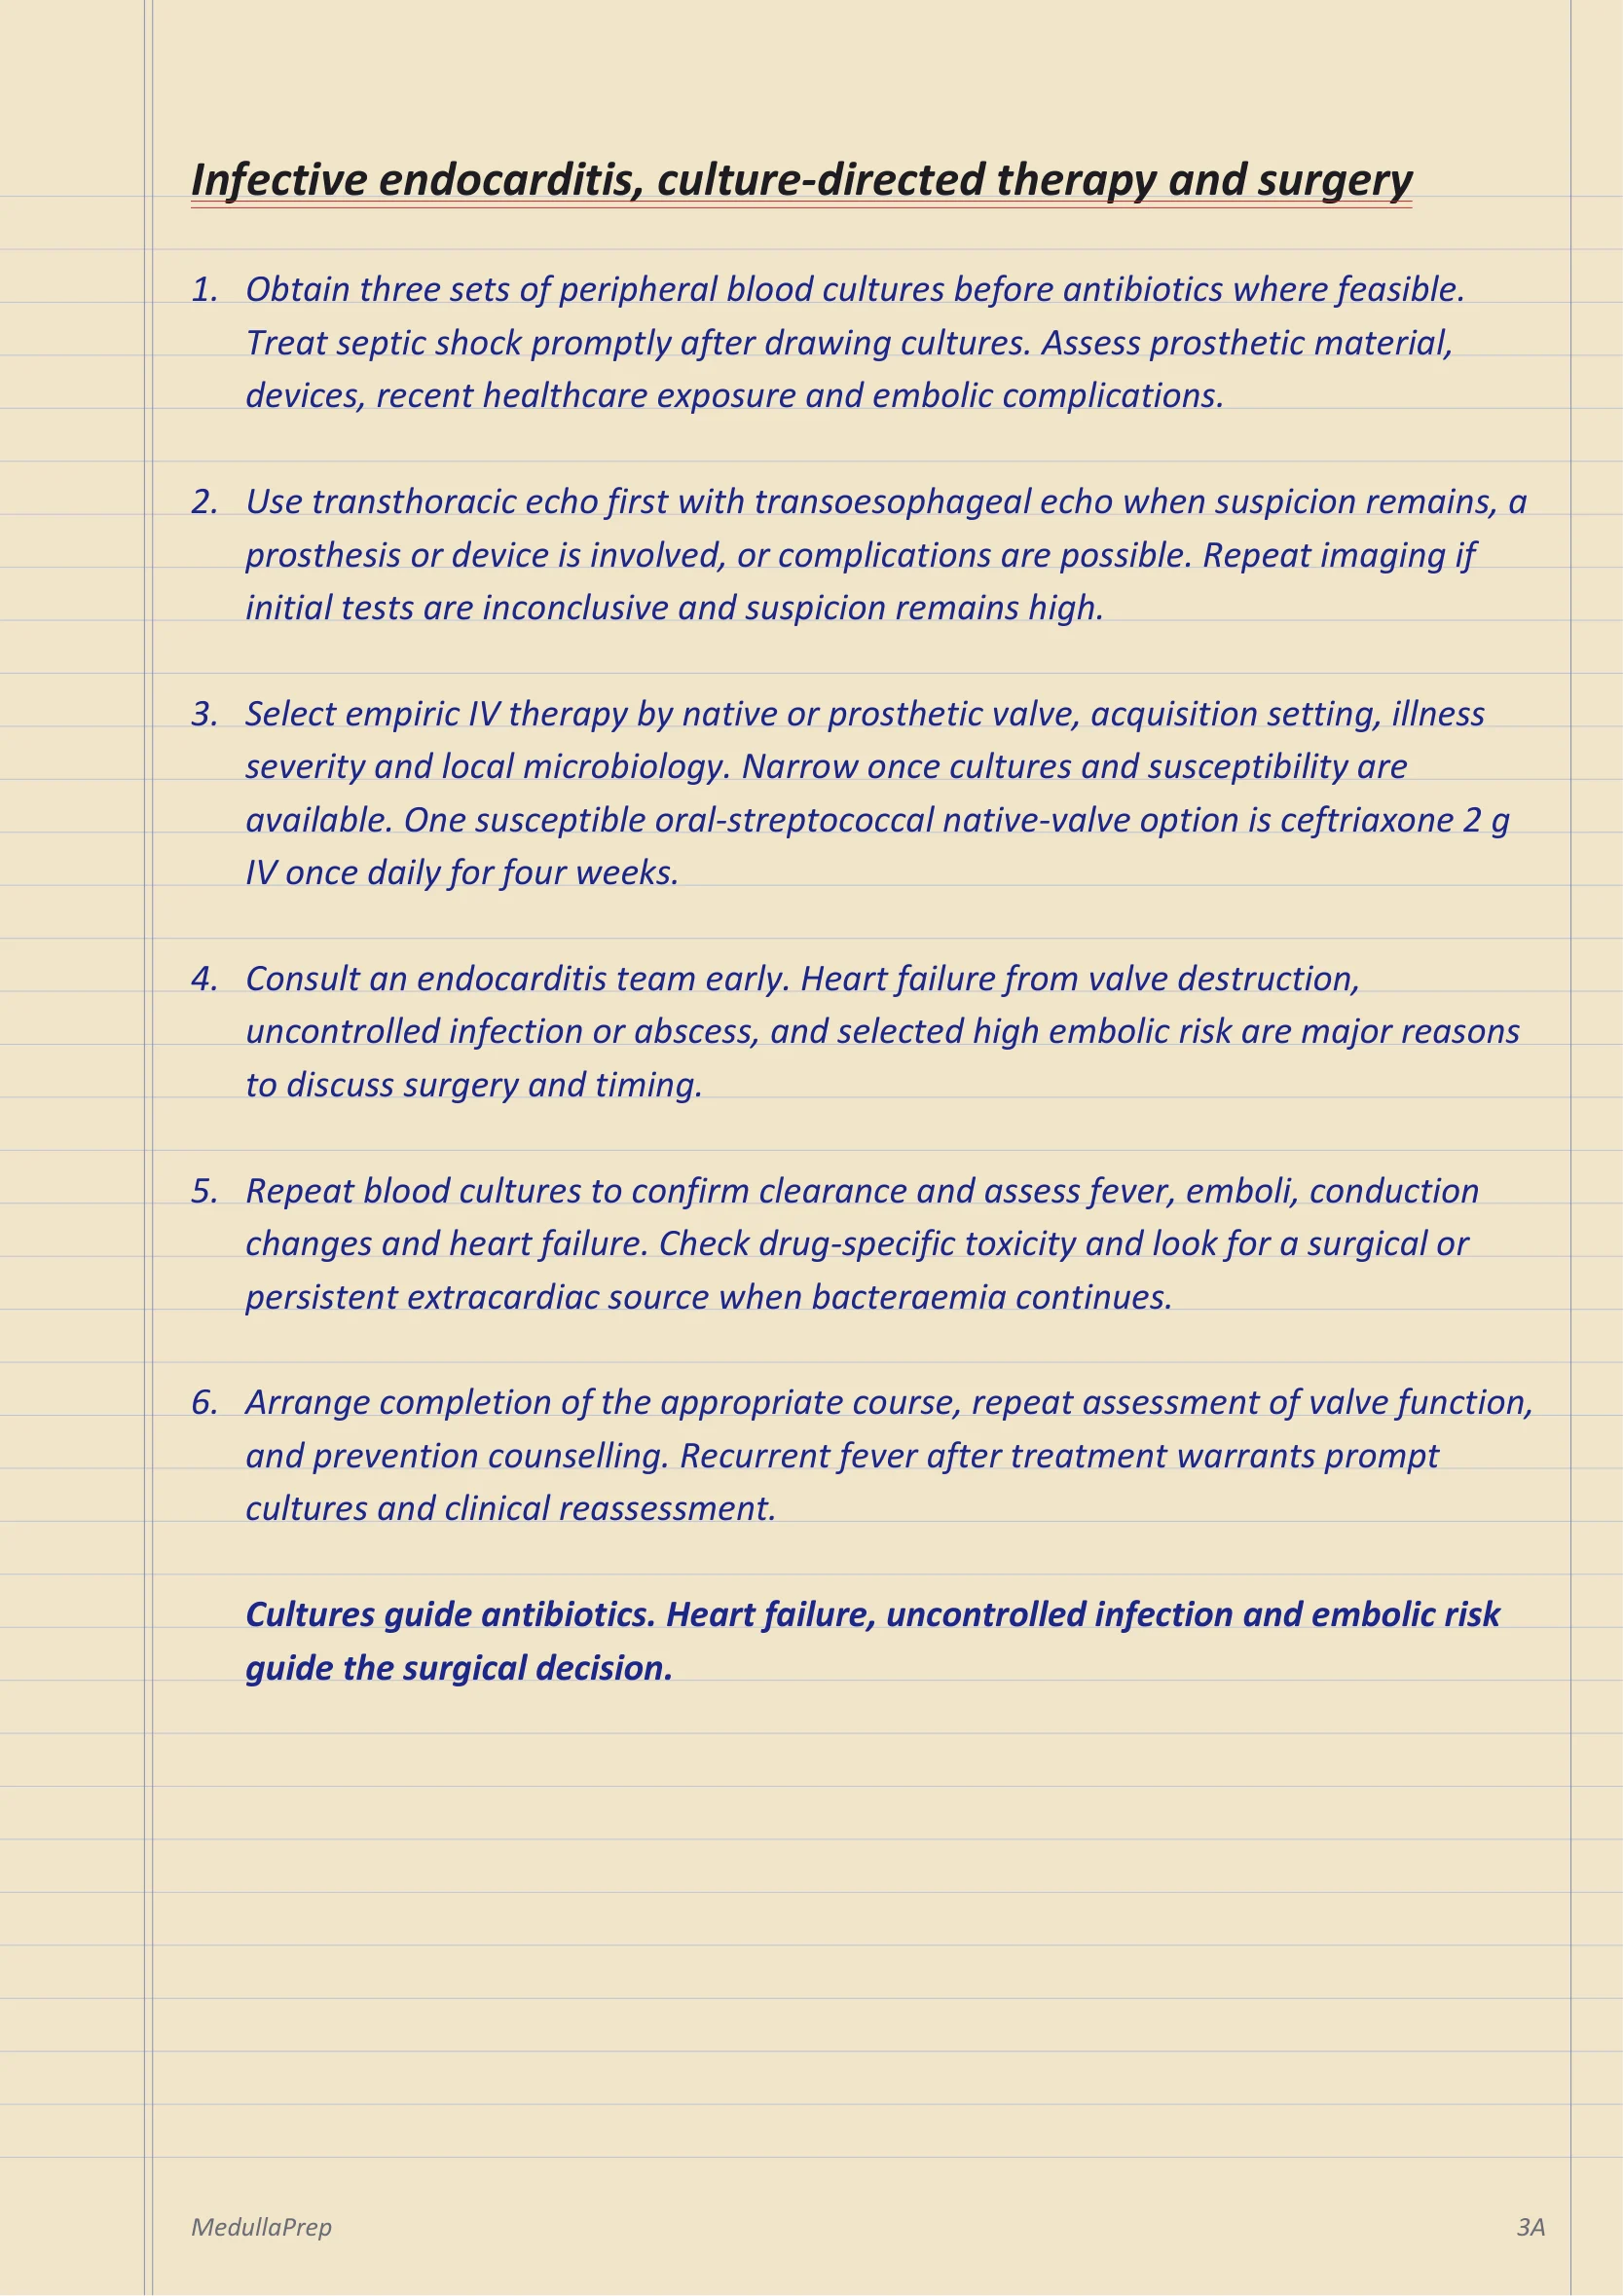 Infective endocarditis, culture-directed therapy and surgery
1. Obtain three sets of peripheral blood cultures before antibiotics where feasible.
Treat septic shock promptly after drawing cultures. Assess prosthetic material,
devices, recent healthcare exposure and embolic complications.
2. Use transthoracic echo first with transoesophageal echo when suspicion remains, a
prosthesis or device is involved, or complications are possible. Repeat imaging if
initial tests are inconclusive and suspicion remains high.
3. Select empiric IV therapy by native or prosthetic valve, acquisition setting, illness
severity and local microbiology. Narrow once cultures and susceptibility are
available. One susceptible oral-streptococcal native-valve option is ceftriaxone 2 g
IV once daily for four weeks.
4. Consult an endocarditis team early. Heart failure from valve destruction,
uncontrolled infection or abscess, and selected high embolic risk are major reasons
to discuss surgery and timing.
5. Repeat blood cultures to confirm clearance and assess fever, emboli, conduction
changes and heart failure. Check drug-specific toxicity and look for a surgical or
persistent extracardiac source when bacteraemia continues.
6. Arrange completion of the appropriate course, repeat assessment of valve function,
and prevention counselling. Recurrent fever after treatment warrants prompt
cultures and clinical reassessment.
Cultures guide antibiotics. Heart failure, uncontrolled infection and embolic risk
guide the surgical decision.
MedullaPrep
3A